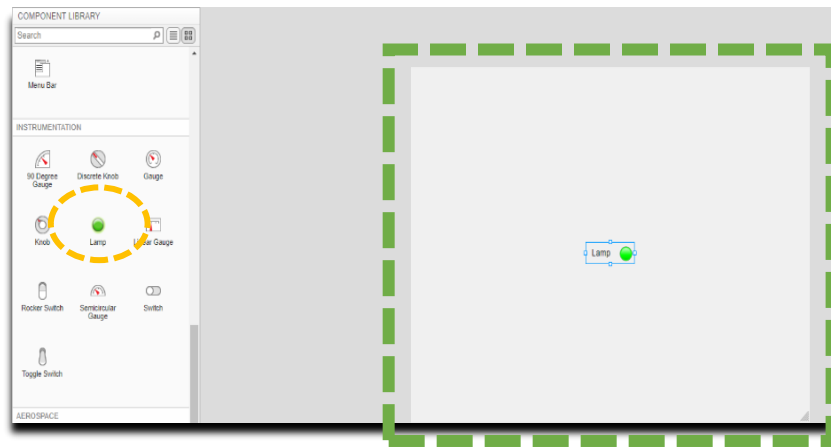 COMPONENT LIBRARY
Search
Menu Bar
INSTRUMENTATION
90 Degree
Gauge
Discrete Knob
Gauge
Knob
Lamp
Linear Gauge
Rocker Switch
Semicircular
Gauge
Switch
Toggle Switch
AEROSPACE
Lamp